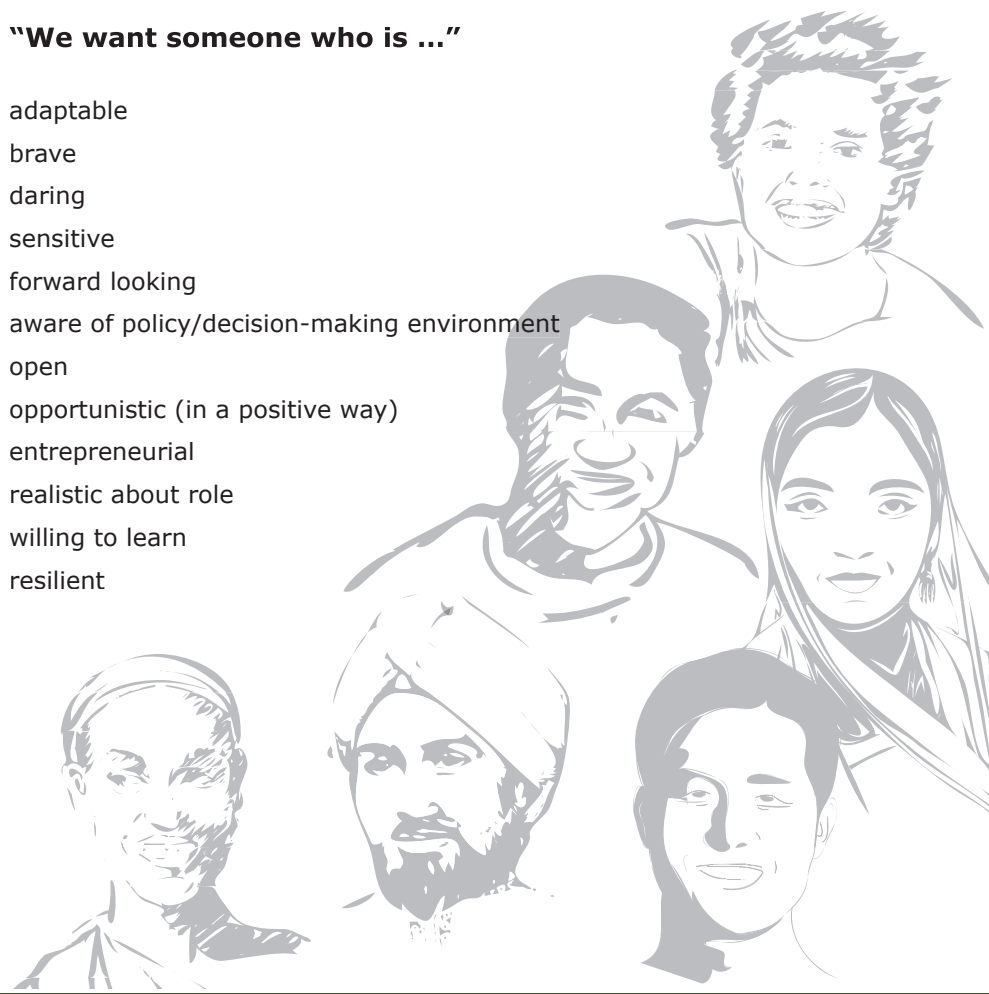 “We want someone who is ...”
adaptable
brave
daring
sensitive
forward looking
aware of policy/decision-making environment
open
opportunistic (in a positive way)
entrepreneurial
realistic about role
willing to learn
resilient